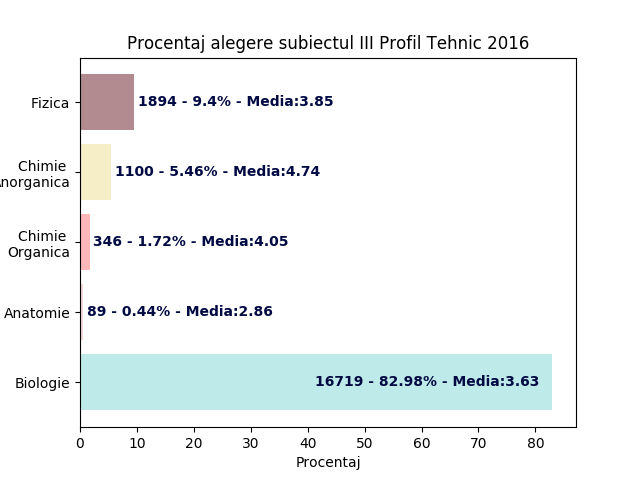 Procentaj alegere subiectul III Profil Tehnic 2016
Fizica
1894 - 9.4% - Media:3.85
Chimie
norganica
1100 - 5.46% - Media:4.74
Chimie
Organica
346 - 1.72% - Media:4.05
Anatomie
89 - 0.44% - Media:2.86
Biologie
16719 - 82.98% - Media:3.63
0 10 20 30 40 50 60 70 80
Procentaj